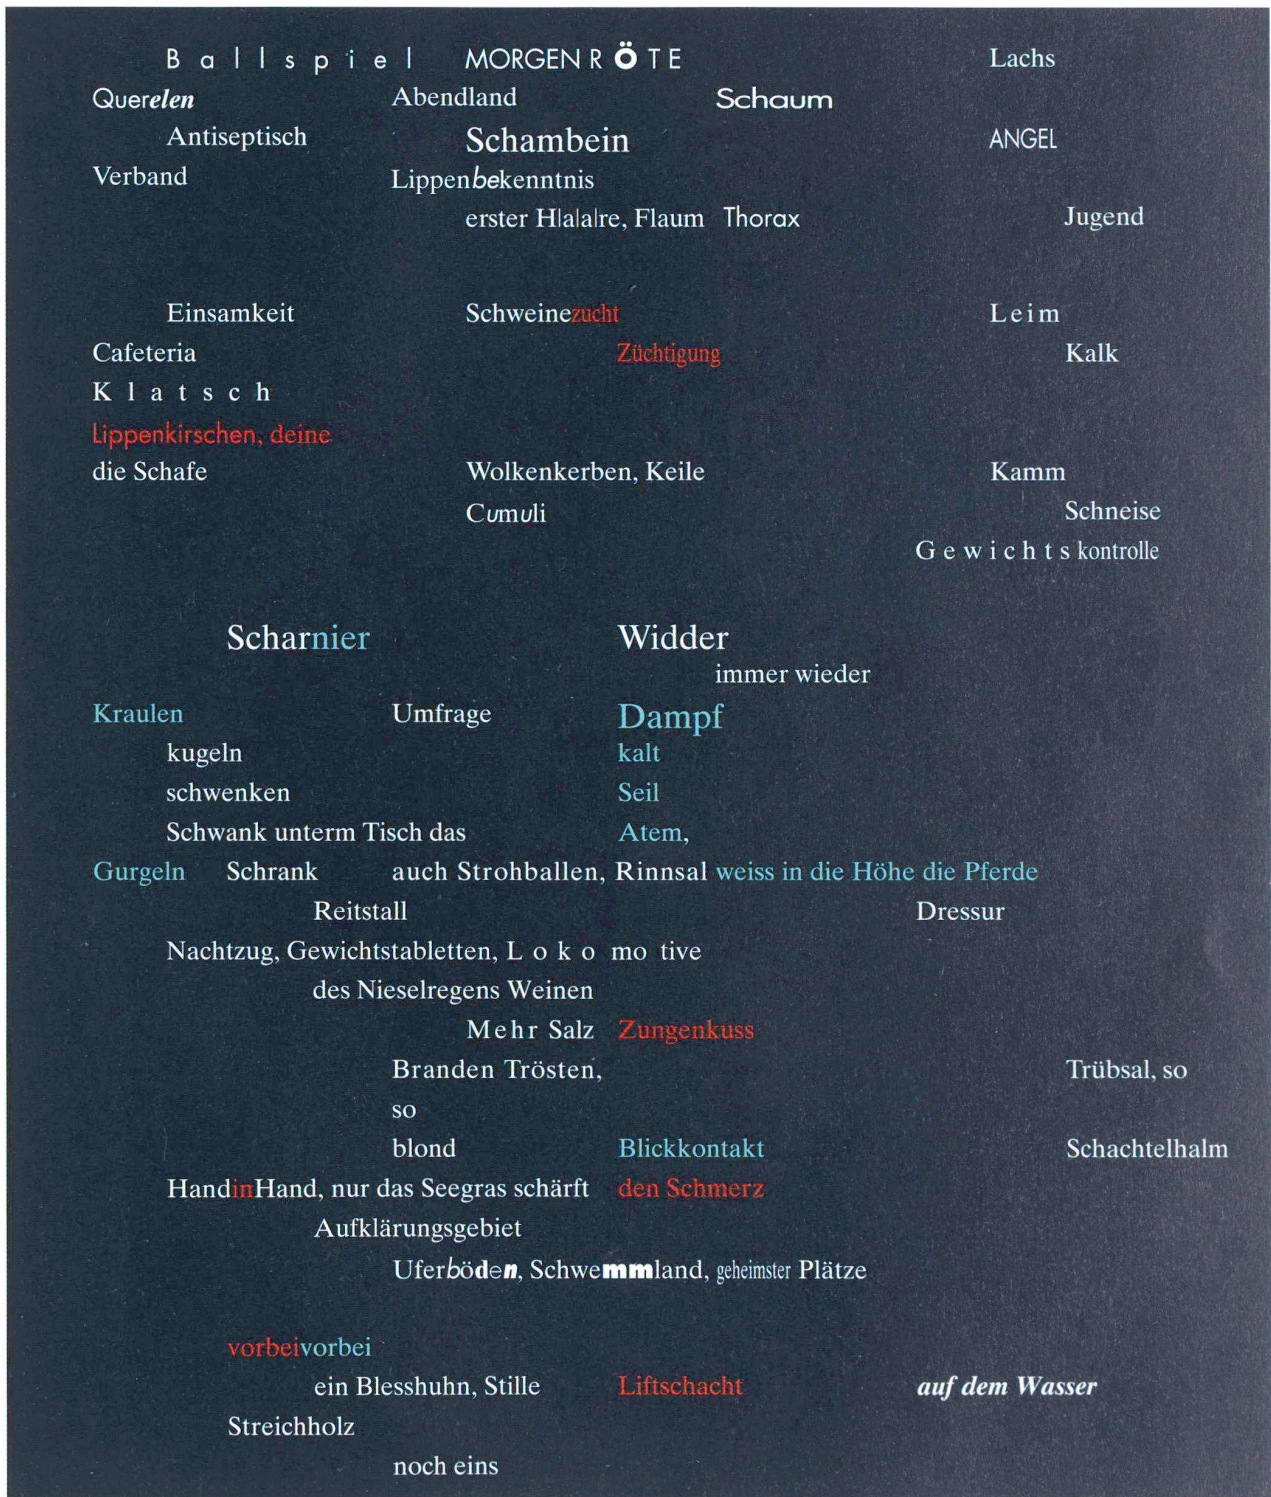 Ballspiel MORGENRÖTE Lachs
Querelen Abendland Schaum
Antiseptisch Schambein ANGEL
Verband Lippenbekenntnis
erster H|a|a|re, Flaum Thorax Jugend
Einsamkeit Schweinezucht Leim
Cafeteria Züchtigung Kalk
Klatsch
Lippenkirschen, deine
die Schafe Wolkenkerben, Keile Kamm
Cumuli Schneise
Gewichtskontrolle
Scharnier Widder
immer wieder
Kraulen Umfrage Dampf
kugeln kalt
schwenken Seil
Schwank unterm Tisch das Atem,
Gurgeln Schrank auch Strohballen, Rinnsal weiss in die Höhe die Pferde
Reitstall Dressur
Nachtzug, Gewichtstabletten, Lokomotive
des Nieselregens Weinen
Mehr Salz Zungenkuss
Branden Trösten, Trübsal, so
so
blond Blickkontakt Schachtelhalm
HandinHand, nur das Seegras schärft den Schmerz
Aufklärungsgebiet
Uferböden, Schwemmland, geheimster Plätze
vorbeivorbei
ein Blesshuhn, Stille Liftschacht auf dem Wasser
Streichholz
noch eins